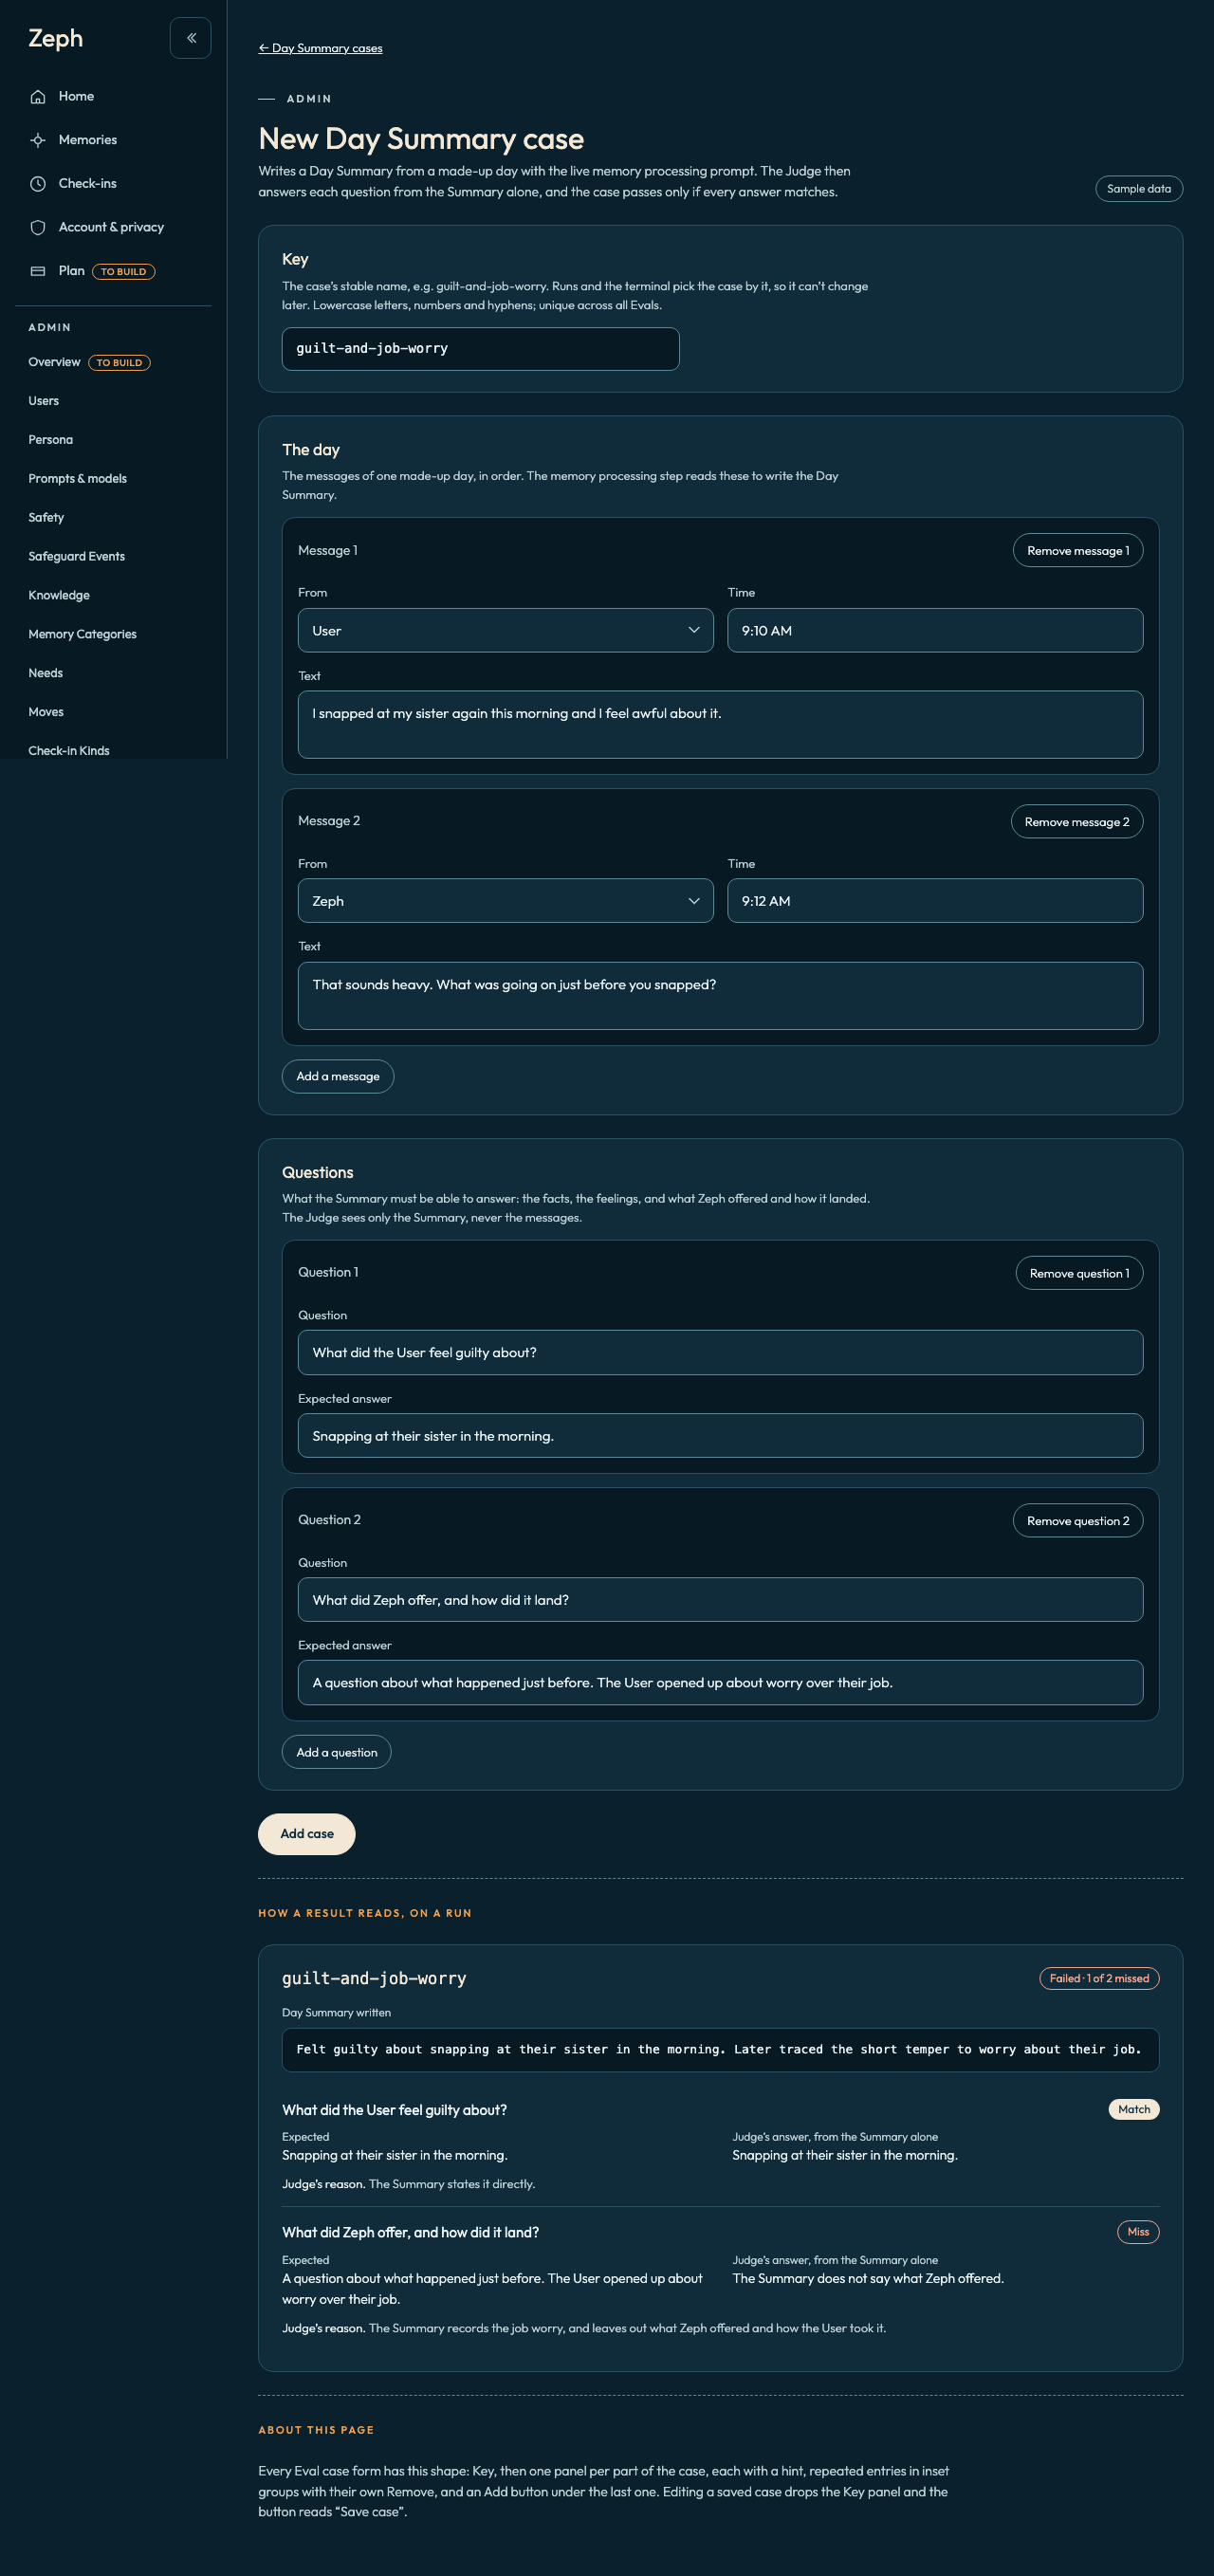 Zeph
Home
Memories
Check-ins
Account & privacy
Plan TO BUILD
ADMIN
Overview TO BUILD
Users
Persona
Prompts & models
Safety
Safeguard Events
Knowledge
Memory Categories
Needs
Moves
Check-in Kinds
← Day Summary cases
ADMIN
New Day Summary case
Writes a Day Summary from a made-up day with the live memory processing prompt. The Judge then
answers each question from the Summary alone, and the case passes only if every answer matches.
Sample data
Key
The case's stable name, e.g. guilt-and-job-worry. Runs and the terminal pick the case by it, so it can't change
later. Lowercase letters, numbers and hyphens; unique across all Evals.
guilt-and-job-worry
The day
The messages of one made-up day, in order. The memory processing step reads these to write the Day
Summary.
Message 1
Remove message 1
From
Time
User
9:10 AM
Text
I snapped at my sister again this morning and I feel awful about it.
Message 2
Remove message 2
From
Time
Zeph
9:12 AM
Text
That sounds heavy. What was going on just before you snapped?
Add a message
Questions
What the Summary must be able to answer: the facts, the feelings, and what Zeph offered and how it landed.
The Judge sees only the Summary, never the messages.
Question 1
Remove question 1
Question
What did the User feel guilty about?
Expected answer
Snapping at their sister in the morning.
Question 2
Remove question 2
Question
What did Zeph offer, and how did it land?
Expected answer
A question about what happened just before. The User opened up about worry over their job.
Add a question
Add case
HOW A RESULT READS, ON A RUN
guilt-and-job-worry
Failed · 1 of 2 missed
Day Summary written
Felt guilty about snapping at their sister in the morning. Later traced the short temper to worry about their job.
What did the User feel guilty about?
Match
Expected
Judge's answer, from the Summary alone
Snapping at their sister in the morning.
Snapping at their sister in the morning.
Judge's reason. The Summary states it directly.
What did Zeph offer, and how did it land?
Miss
Expected
Judge's answer, from the Summary alone
A question about what happened just before. The User opened up about
worry over their job.
The Summary does not say what Zeph offered.
Judge's reason. The Summary records the job worry, and leaves out what Zeph offered and how the User took it.
ABOUT THIS PAGE
Every Eval case form has this shape: Key, then one panel per part of the case, each with a hint, repeated entries in inset
groups with their own Remove, and an Add button under the last one. Editing a saved case drops the Key panel and the
button reads “Save case”.